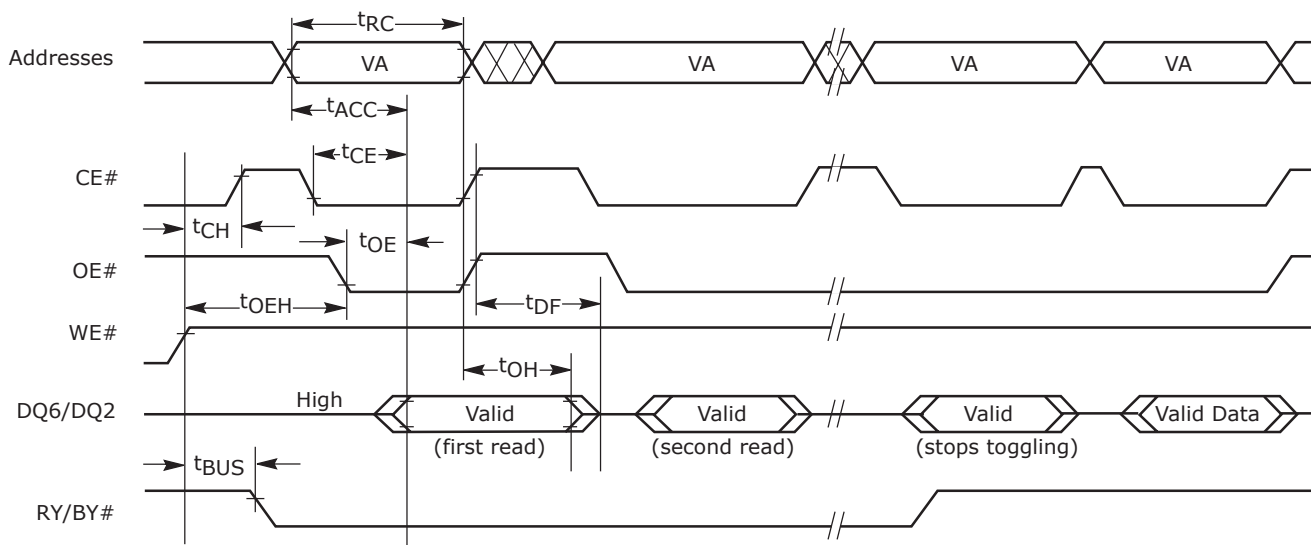 tRC
Addresses VA VA VA VA
tACC
tCE
CE#
tCH
tOE
OE#
tOEH tDF
WE#
tOH
DQ6/DQ2 High Valid Valid Valid Valid Data
(first read) (second read) (stops toggling)
tBUS
RY/BY#